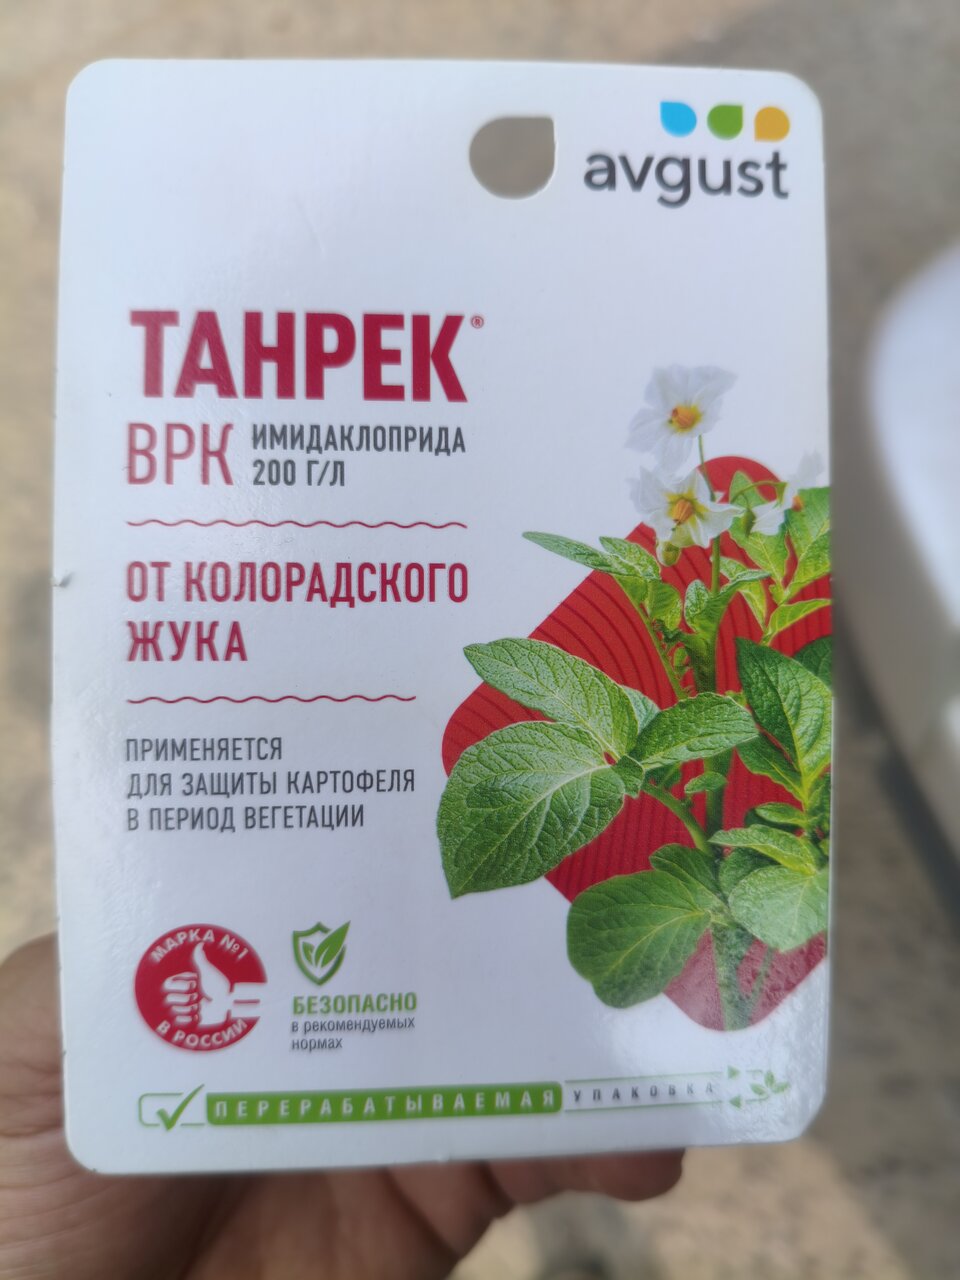 avgust
ТАНРЕК®
ВРК
ИМИДАКЛОПРИДА
200 Г/Л
ОТ КОЛОРАДСКОГО
ЖУКА
ПРИМЕНЯЕТСЯ
ДЛЯ ЗАЩИТЫ КАРТОФЕЛЯ
В ПЕРИОД ВЕГЕТАЦИИ
МАРКА №1
В РОССИИ
БЕЗОПАСНО
в рекомендуемых
нормах
ПЕРЕРАБАТЫВАЕМАЯ УПАКОВКА